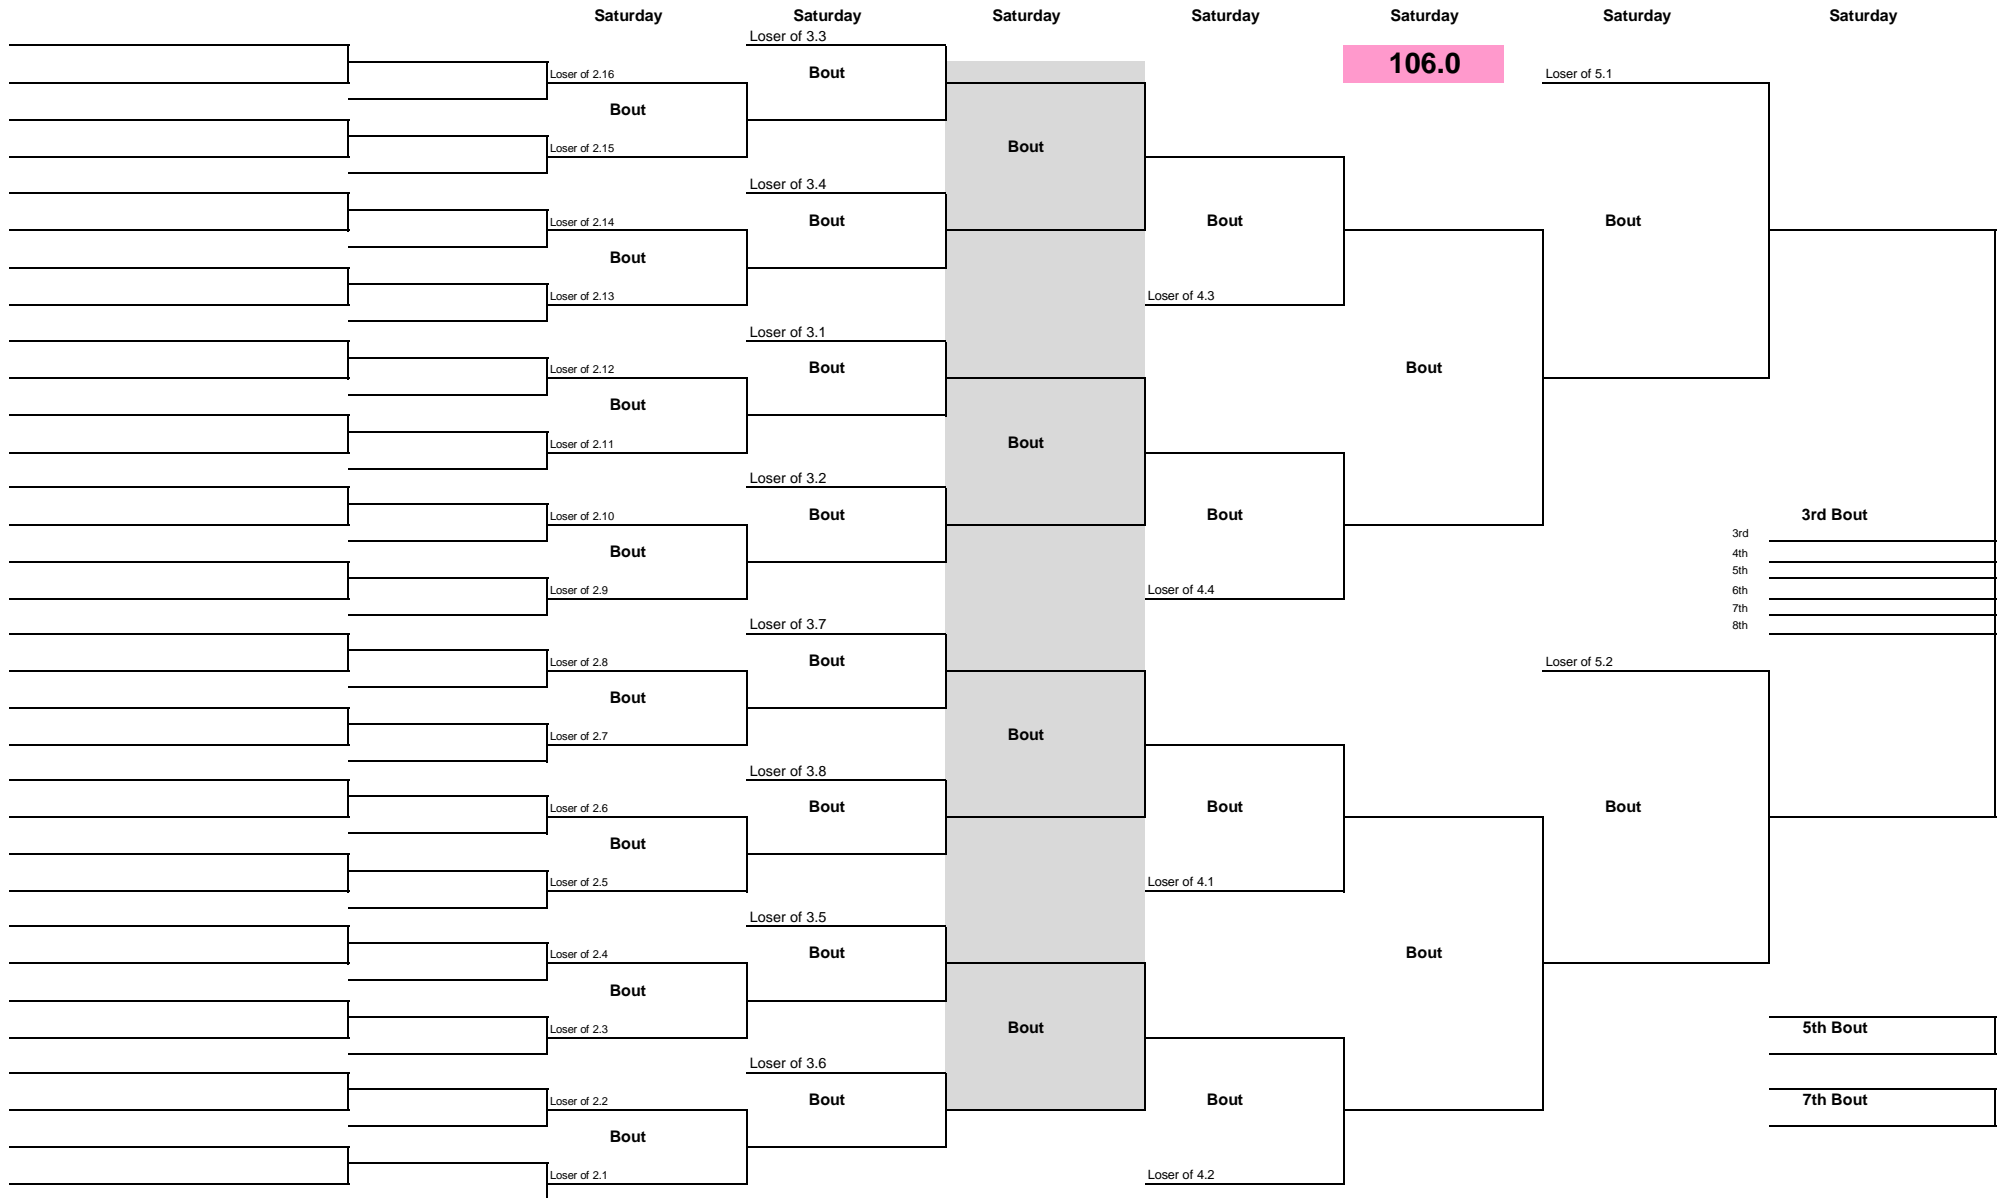 Saturday Saturday Saturday Saturday Saturday Saturday Saturday
Loser of 3.3
106.0
Loser of 2.16 Bout Loser of 5.1
Bout
Loser of 2.15 Bout
Loser of 3.4
Loser of 2.14 Bout Bout Bout
Bout
Loser of 2.13 Loser of 4.3
Loser of 3.1
Loser of 2.12 Bout Bout
Bout
Loser of 2.11 Bout
Loser of 3.2
Loser of 2.10 Bout Bout 3rd Bout
3rd
Bout 4th
5th
Loser of 2.9 Loser of 4.4 6th
7th
Loser of 3.7 8th
Loser of 2.8 Bout Loser of 5.2
Bout
Loser of 2.7 Bout
Loser of 3.8
Loser of 2.6 Bout Bout Bout
Bout
Loser of 2.5 Loser of 4.1
Loser of 3.5
Loser of 2.4 Bout Bout
Bout
Loser of 2.3 Bout 5th Bout
Loser of 3.6
Loser of 2.2 Bout Bout 7th Bout
Bout
Loser of 2.1 Loser of 4.2